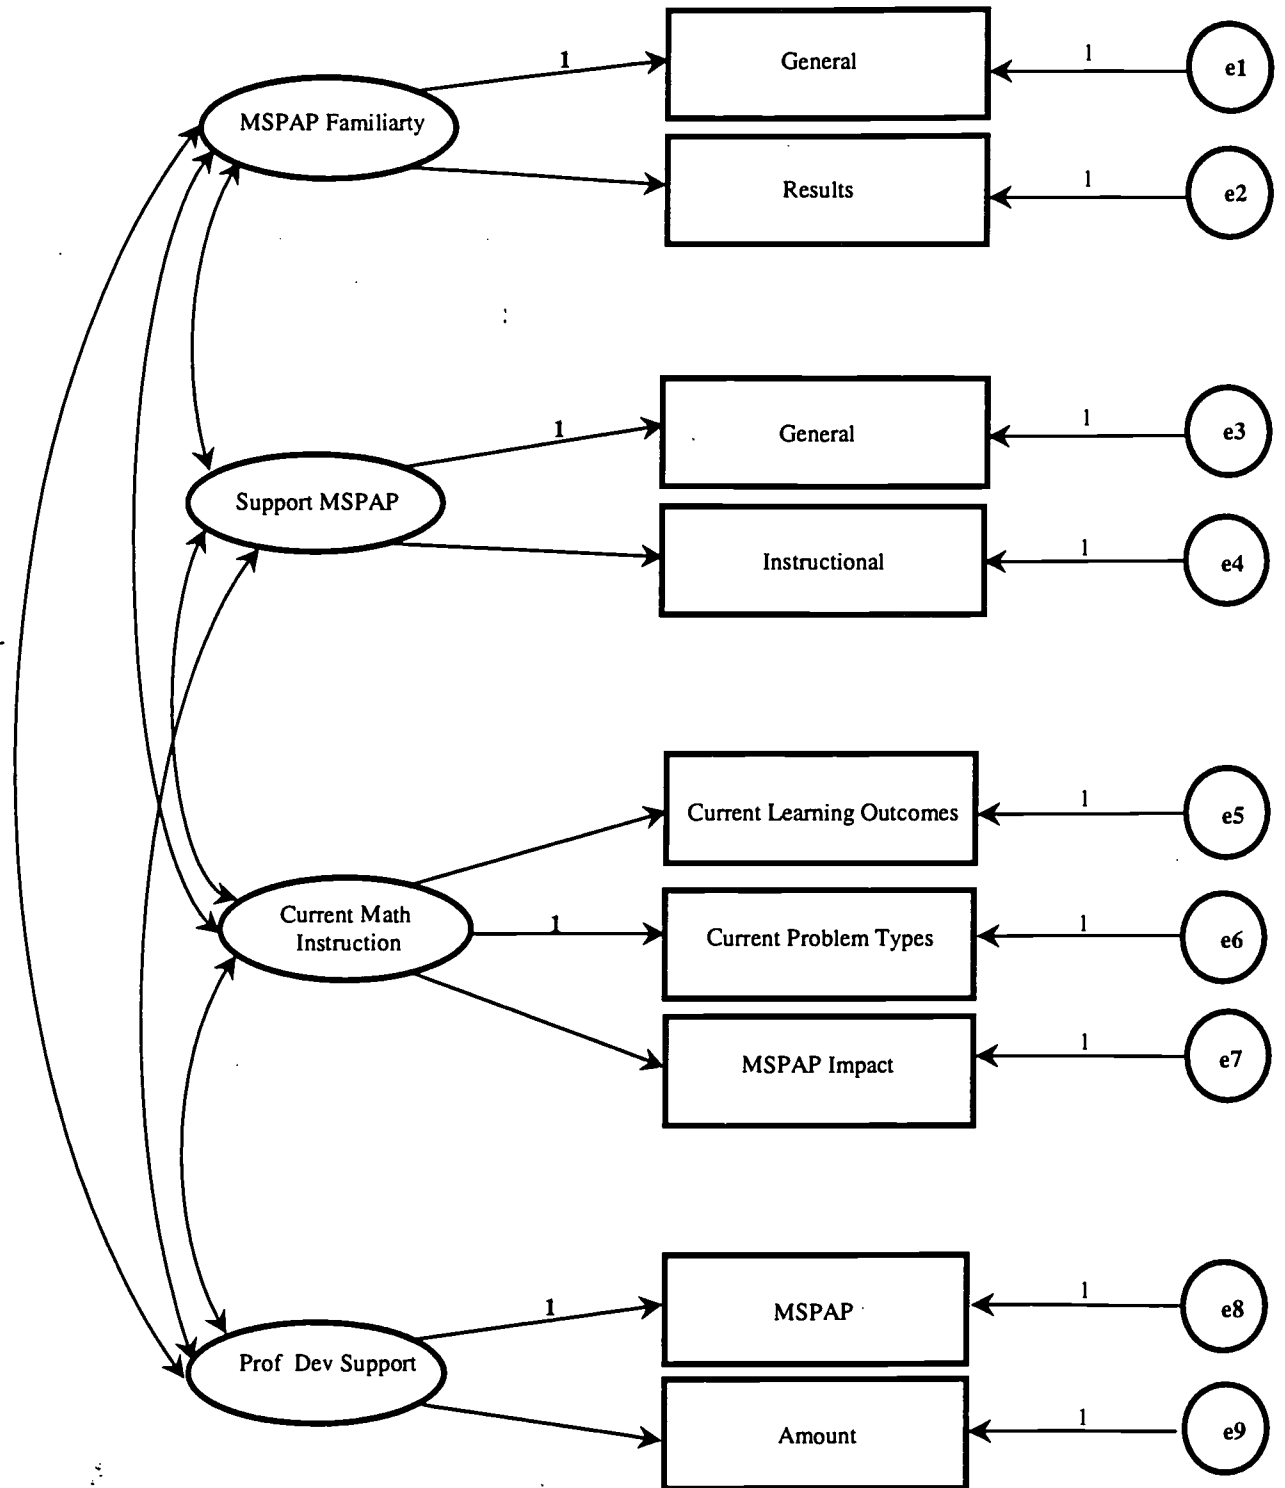 1
General
1
e1
MSPAP Familiarty
Results
1
e2
1
General
1
e3
Support MSPAP
Instructional
1
e4
Current Learning Outcomes
1
e5
Current Math
Instruction
1
Current Problem Types
1
e6
MSPAP Impact
1
e7
1
MSPAP
1
e8
Prof Dev Support
Amount
1
e9